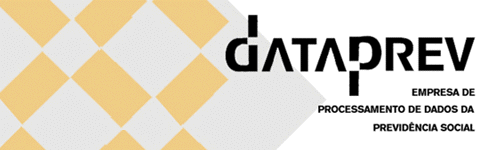 dATAPREV
EMPRESA DE
PROCESSAMENTO DE DADOS DA
PREVIDÊNCIA SOCIAL